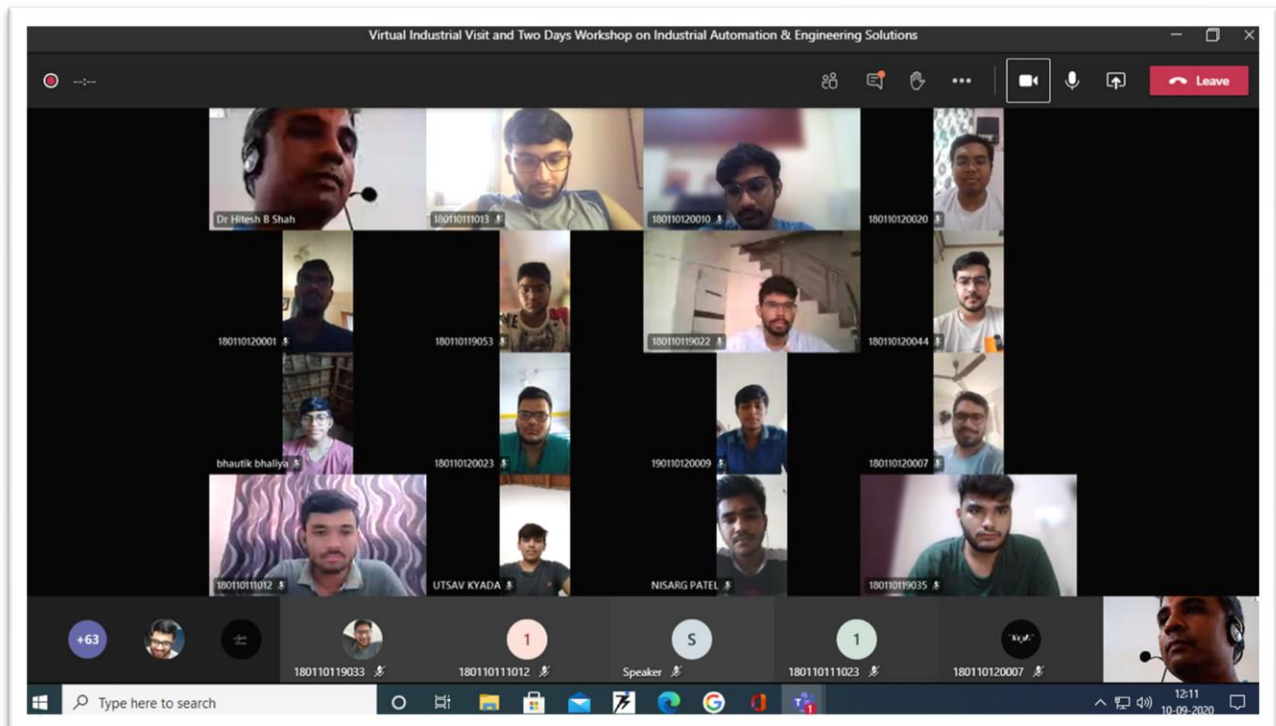 Virtual Industrial Visit and Two Days Workshop on Industrial Automation & Engineering Solutions
--:--
Leave
Dr Hitesh B Shah
180110111013
180110120010
180110120020
180110120001
180110119053
180110119022
180110120044
bhautik bhaliya
180110120023
190110120009
180110120007
180110111012
UTSAV KYADA
NISARG PATEL
180110119035
+63
1
S
1
180110119033
180110111012
Speaker
180110111023
180110120007
Type here to search
12:11
10-09-2020